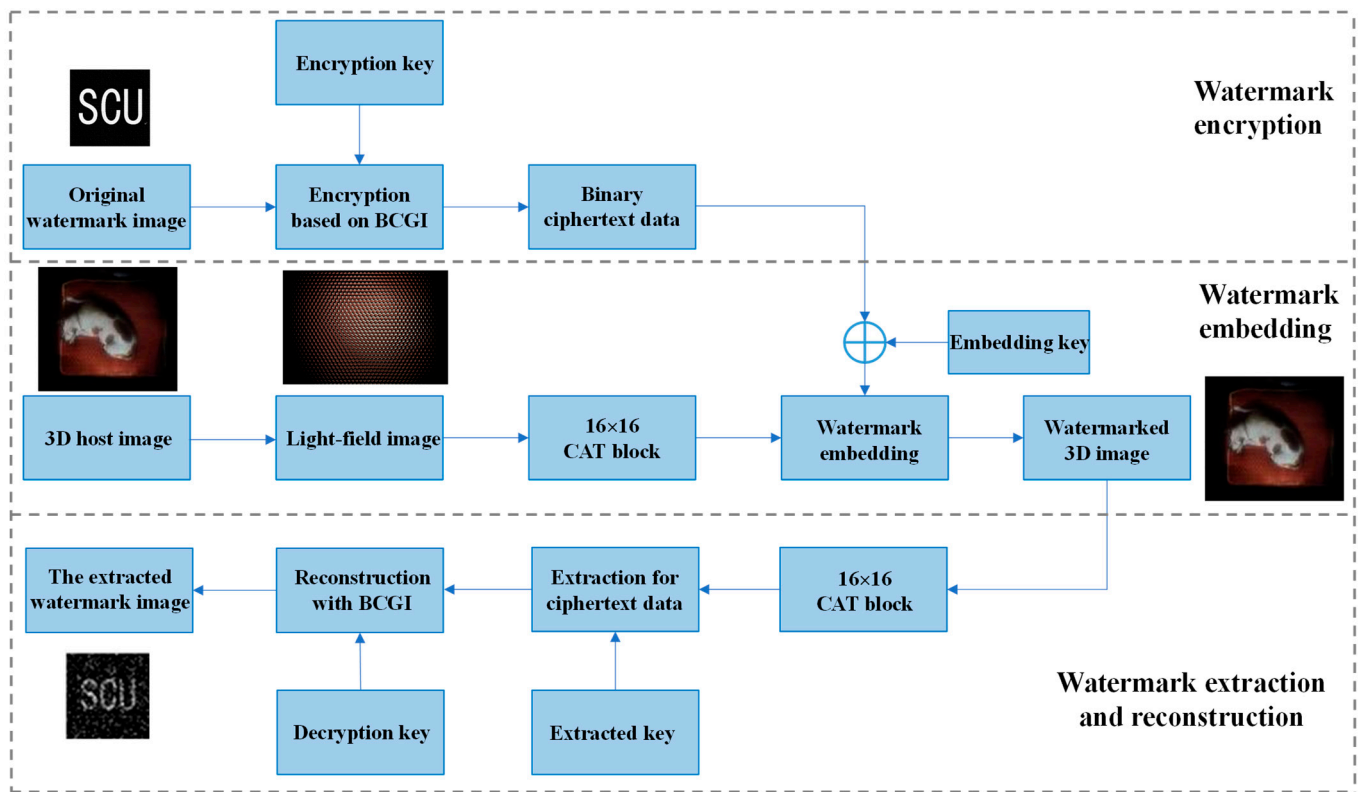 Encryption key
SCU
Watermark
encryption
Original
watermark image
Encryption
based on BCGI
Binary
ciphertext data
Watermark
embedding
Embedding key
3D host image
Light-field image
16×16
CAT block
Watermark
embedding
Watermarked
3D image
The extracted
watermark image
Reconstruction
with BCGI
Extraction for
ciphertext data
16×16
CAT block
SCU
Decryption key
Extracted key
Watermark extraction
and reconstruction